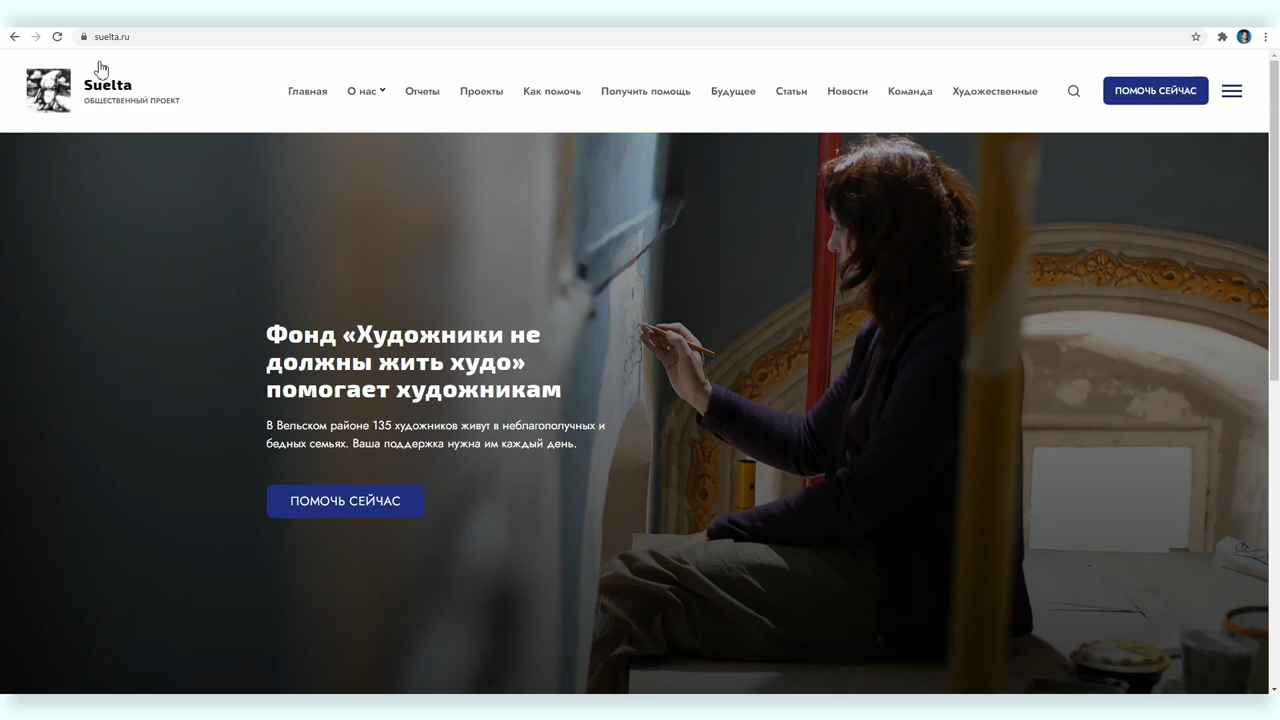 suelta.ru
Suelta
ОБЩЕСТВЕННЫЙ ПРОЕКТ
Главная О нас Отчеты Проекты Как помочь Получить помощь Будущее Статьи Новости Команда Художественные
ПОМОЧЬ СЕЙЧАС
Фонд «Художники не
должны жить худо»
помогает художникам
В Вельском районе 135 художников живут в неблагополучных и
бедных семьях. Ваша поддержка нужна им каждый день.
ПОМОЧЬ СЕЙЧАС